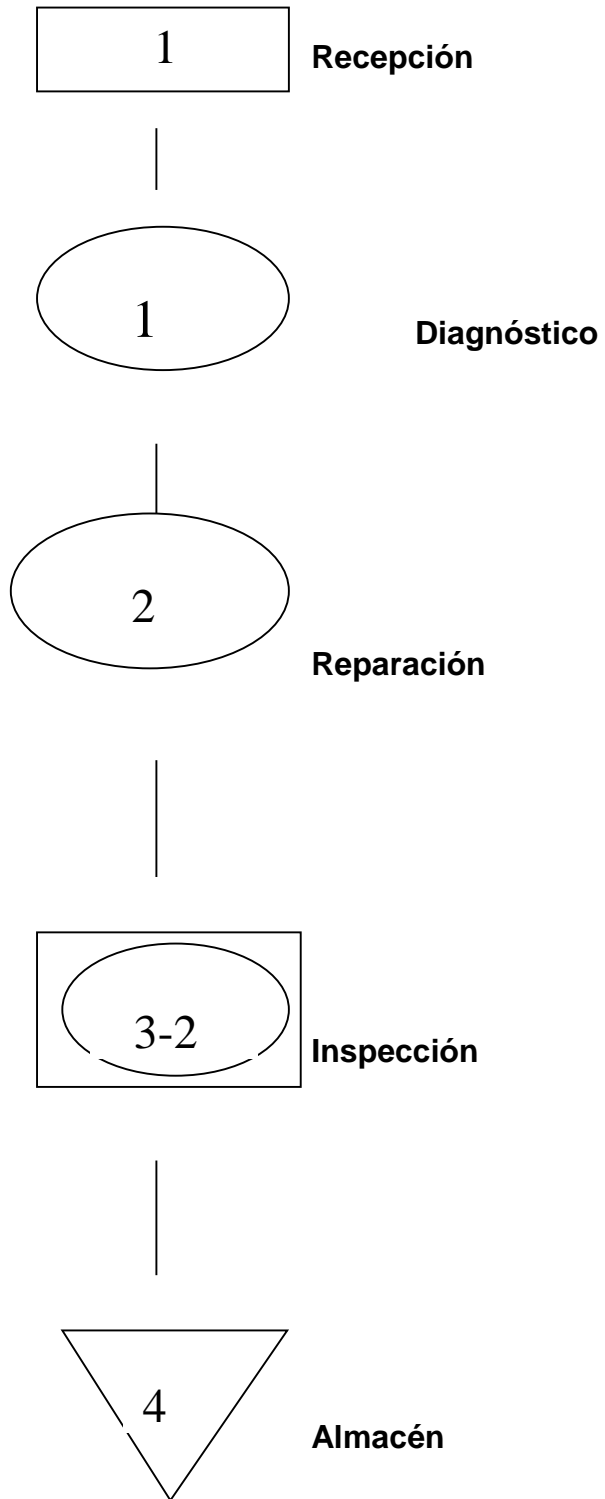 1
Recepción
1
Diagnóstico
2
Reparación
3-2
Inspección
4
Almacén